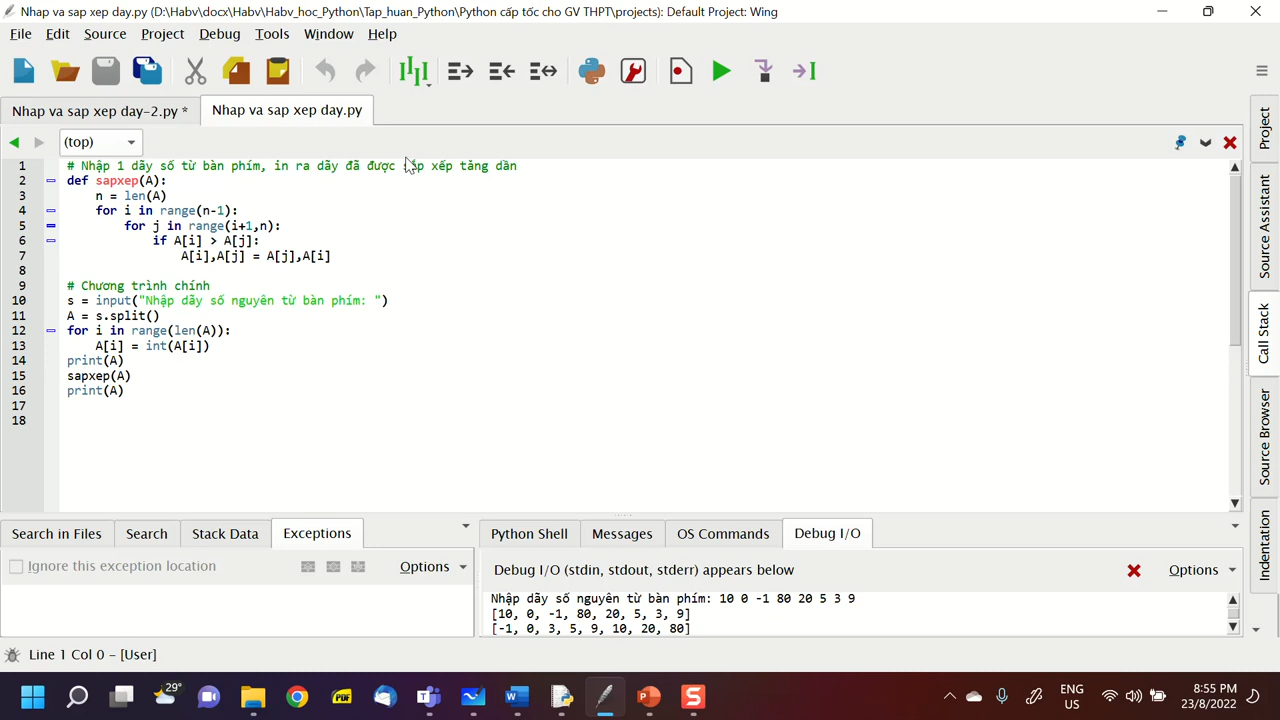 Nhap va sap xep day.py (D:\Habv\docx\Habv\Habv_hoc_Python\Tap_huan_Python\Python cấp tốc cho GV THPT\projects): Default Project: Wing
File Edit Source Project Debug Tools Window Help
Nhap va sap xep day-2.py * Nhap va sap xep day.py
(top)
1 # Nhập 1 dãy số từ bàn phím, in ra dãy đã được sắp xếp tăng dần
2 def sapxep(A):
3 n = len(A)
4 for i in range(n-1):
5 for j in range(i+1,n):
6 if A[i] > A[j]:
7 A[i],A[j] = A[j],A[i]
8
9 # Chương trình chính
10 s = input("Nhập dãy số nguyên từ bàn phím: ")
11 A = s.split()
12 for i in range(len(A)):
13 A[i] = int(A[i])
14 print(A)
15 sapxep(A)
16 print(A)
17
18
Project
Source Assistant
Call Stack
Source Browser
Indentation
Search in Files Search Stack Data Exceptions
Ignore this exception location Options
Python Shell Messages OS Commands Debug I/O
Debug I/O (stdin, stdout, stderr) appears below Options
Nhập dãy số nguyên từ bàn phím: 10 0 -1 80 20 5 3 9
[10, 0, -1, 80, 20, 5, 3, 9]
[-1, 0, 3, 5, 9, 10, 20, 80]
Line 1 Col 0 - [User]
29°
PDF
ENG
US
8:55 PM
23/8/2022